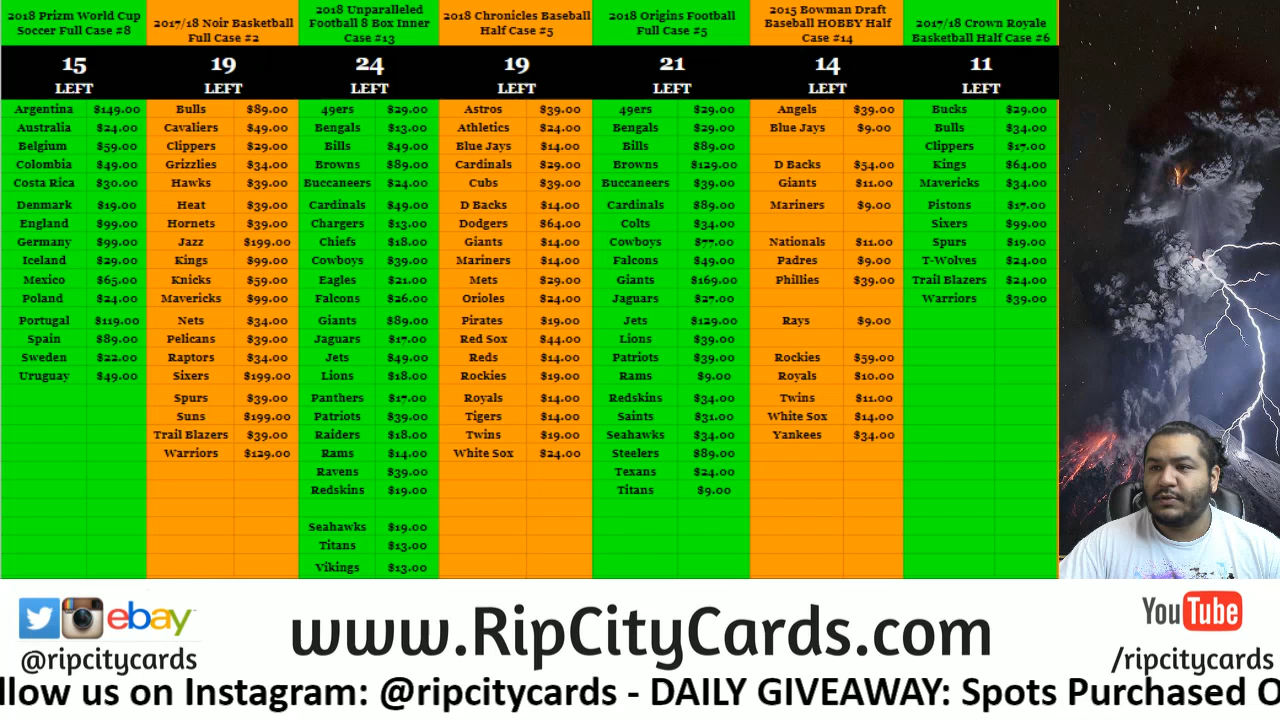 2018 Prizm World Cup
Soccer Full Case #8
15
LEFT
Argentina $149.00
Australia $24.00
Belgium $59.00
Colombia $49.00
Costa Rica $30.00
Denmark $19.00
England $99.00
Germany $99.00
Iceland $29.00
Mexico $65.00
Poland $24.00
Portugal $119.00
Spain $89.00
Sweden $22.00
Uruguay $49.00
2017/18 Noir Basketball
Full Case #2
19
LEFT
Bulls $89.00
Cavaliers $49.00
Clippers $29.00
Grizzlies $34.00
Hawks $39.00
Heat $39.00
Hornets $39.00
Jazz $199.00
Kings $99.00
Knicks $59.00
Mavericks $99.00
Nets $34.00
Pelicans $39.00
Raptors $34.00
Sixers $199.00
Spurs $39.00
Suns $199.00
Trail Blazers $39.00
Warriors $129.00
2018 Unparalleled
Football 8 Box Inner
Case #13
24
LEFT
49ers $29.00
Bengals $13.00
Bills $49.00
Browns $89.00
Buccaneers $24.00
Cardinals $49.00
Chargers $13.00
Chiefs $18.00
Cowboys $39.00
Eagles $21.00
Falcons $26.00
Giants $89.00
Jaguars $17.00
Jets $49.00
Lions $18.00
Panthers $17.00
Patriots $39.00
Raiders $18.00
Rams $14.00
Ravens $39.00
Redskins $19.00
Seahawks $19.00
Titans $13.00
Vikings $13.00
2018 Chronicles Baseball
Half Case #5
19
LEFT
Astros $39.00
Athletics $24.00
Blue Jays $14.00
Cardinals $29.00
Cubs $39.00
D Backs $14.00
Dodgers $64.00
Giants $14.00
Mariners $14.00
Mets $29.00
Orioles $24.00
Pirates $19.00
Red Sox $44.00
Reds $14.00
Rockies $19.00
Royals $14.00
Tigers $14.00
Twins $19.00
White Sox $24.00
2018 Origins Football
Full Case #5
21
LEFT
49ers $29.00
Bengals $29.00
Bills $89.00
Browns $129.00
Buccaneers $39.00
Cardinals $89.00
Colts $34.00
Cowboys $77.00
Falcons $49.00
Giants $169.00
Jaguars $27.00
Jets $129.00
Lions $39.00
Patriots $39.00
Rams $9.00
Redskins $34.00
Saints $31.00
Seahawks $34.00
Steelers $89.00
Texans $24.00
Titans $9.00
2015 Bowman Draft
Baseball HOBBY Half
Case #14
14
LEFT
Angels $39.00
Blue Jays $9.00
D Backs $54.00
Giants $11.00
Mariners $9.00
Nationals $11.00
Padres $9.00
Phillies $39.00
Rays $9.00
Rockies $59.00
Royals $10.00
Twins $11.00
White Sox $14.00
Yankees $34.00
2017/18 Crown Royale
Basketball Half Case #6
11
LEFT
Bucks $29.00
Bulls $34.00
Clippers $17.00
Kings $64.00
Mavericks $34.00
Pistons $17.00
Sixers $99.00
Spurs $19.00
T-Wolves $24.00
Trail Blazers $24.00
Warriors $39.00
ebay
@ripcitycards
www.RipCityCards.com
YouTube
/ripcitycards
llow us on Instagram: @ripcitycards - DAILY GIVEAWAY: Spots Purchased O